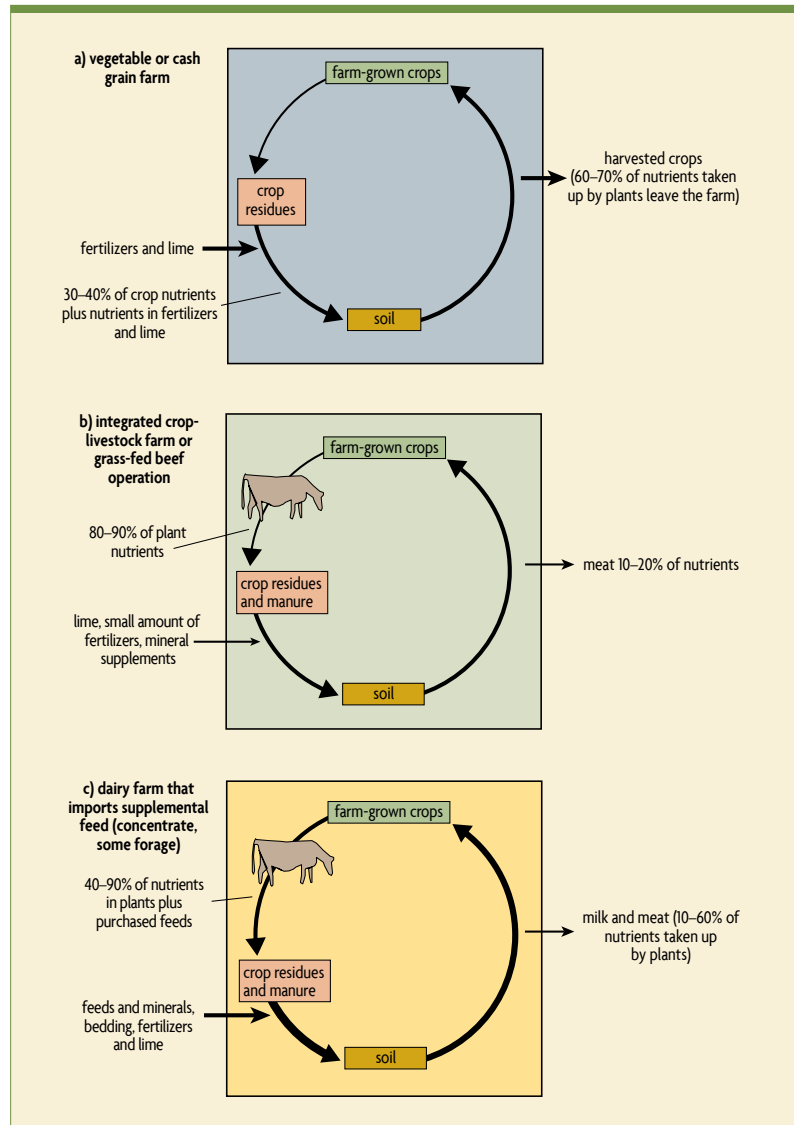 a) vegetable or cash
grain farm
farm-grown crops
crop
residues
harvested crops
(60–70% of nutrients taken
up by plants leave the farm)
fertilizers and lime
30–40% of crop nutrients
plus nutrients in fertilizers
and lime
soil
b) integrated crop-
livestock farm or
grass-fed beef
operation
farm-grown crops
80–90% of plant
nutrients
crop residues
and manure
meat 10–20% of nutrients
lime, small amount of
fertilizers, mineral
supplements
soil
c) dairy farm that
imports supplemental
feed (concentrate,
some forage)
farm-grown crops
40–90% of nutrients
in plants plus
purchased feeds
milk and meat (10–60% of
nutrients taken up
by plants)
crop residues
and manure
feeds and minerals,
bedding, fertilizers
and lime
soil